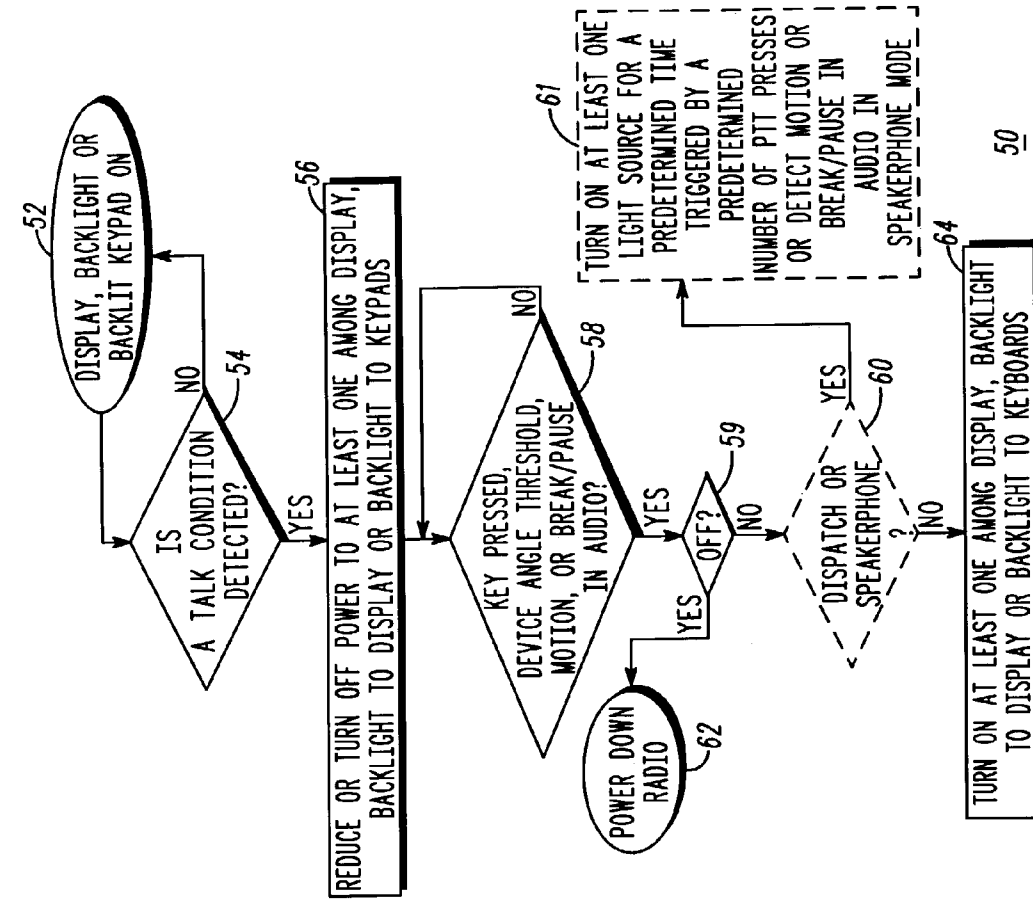 52
DISPLAY, BACKLIGHT OR
BACKLIT KEYPAD ON
IS
A TALK CONDITION
DETECTED?
NO
54
YES
56
REDUCE OR TURN OFF POWER TO AT LEAST ONE AMONG DISPLAY,
BACKLIGHT TO DISPLAY OR BACKLIGHT TO KEYPADS
KEY PRESSED,
DEVICE ANGLE THRESHOLD,
MOTION, OR BREAK/PAUSE
IN AUDIO?
NO
58
YES
OFF?
59
YES
NO
POWER DOWN
RADIO
62
DISPATCH OR
SPEAKERPHONE
?
60
YES
NO
61
TURN ON AT LEAST ONE
LIGHT SOURCE FOR A
PREDETERMINED TIME
TRIGGERED BY A
PREDETERMINED
NUMBER OF PTT PRESSES
OR DETECT MOTION OR
BREAK/PAUSE IN
AUDIO IN
SPEAKERPHONE MODE
64
TURN ON AT LEAST ONE AMONG DISPLAY, BACKLIGHT
TO DISPLAY OR BACKLIGHT TO KEYBOARDS
50